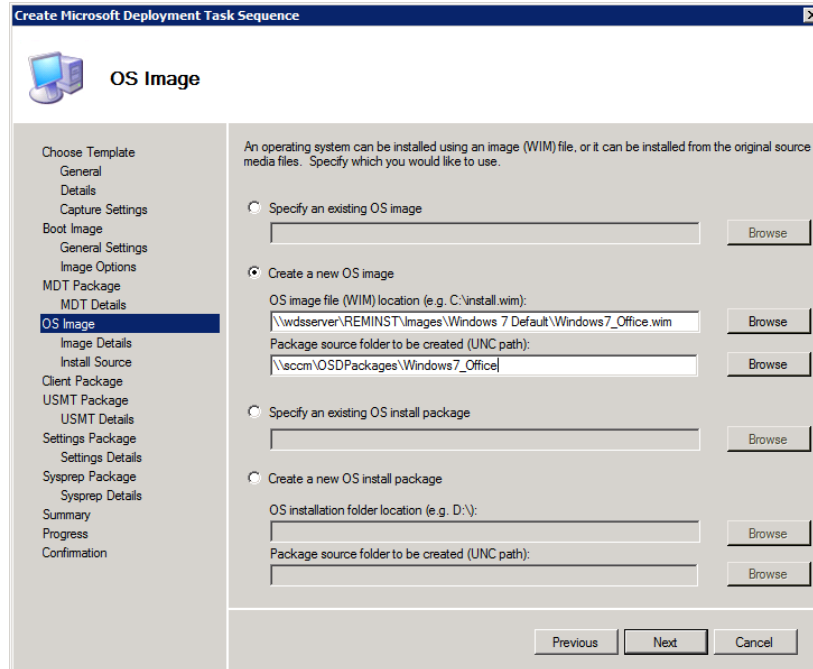 Create Microsoft Deployment Task Sequence
OS Image
Choose Template
General
Details
Capture Settings
Boot Image
General Settings
Image Options
MDT Package
MDT Details
OS Image
Image Details
Install Source
Client Package
USMT Package
USMT Details
Settings Package
Settings Details
Sysprep Package
Sysprep Details
Summary
Progress
Confirmation
An operating system can be installed using an image (WIM) file, or it can be installed from the original source
media files. Specify which you would like to use.
Specify an existing OS image
Browse
Create a new OS image
OS image file (WIM) location (e.g. C:\install.wim):
\\wdsserver\REMINST\Images\Windows 7 Default\Windows7_Office.wim
Browse
Package source folder to be created (UNC path):
\\sccm\OSDPackages\Windows7_Office
Browse
Specify an existing OS install package
Browse
Create a new OS install package
OS installation folder location (e.g. D:\):
Browse
Package source folder to be created (UNC path):
Browse
Previous
Next
Cancel